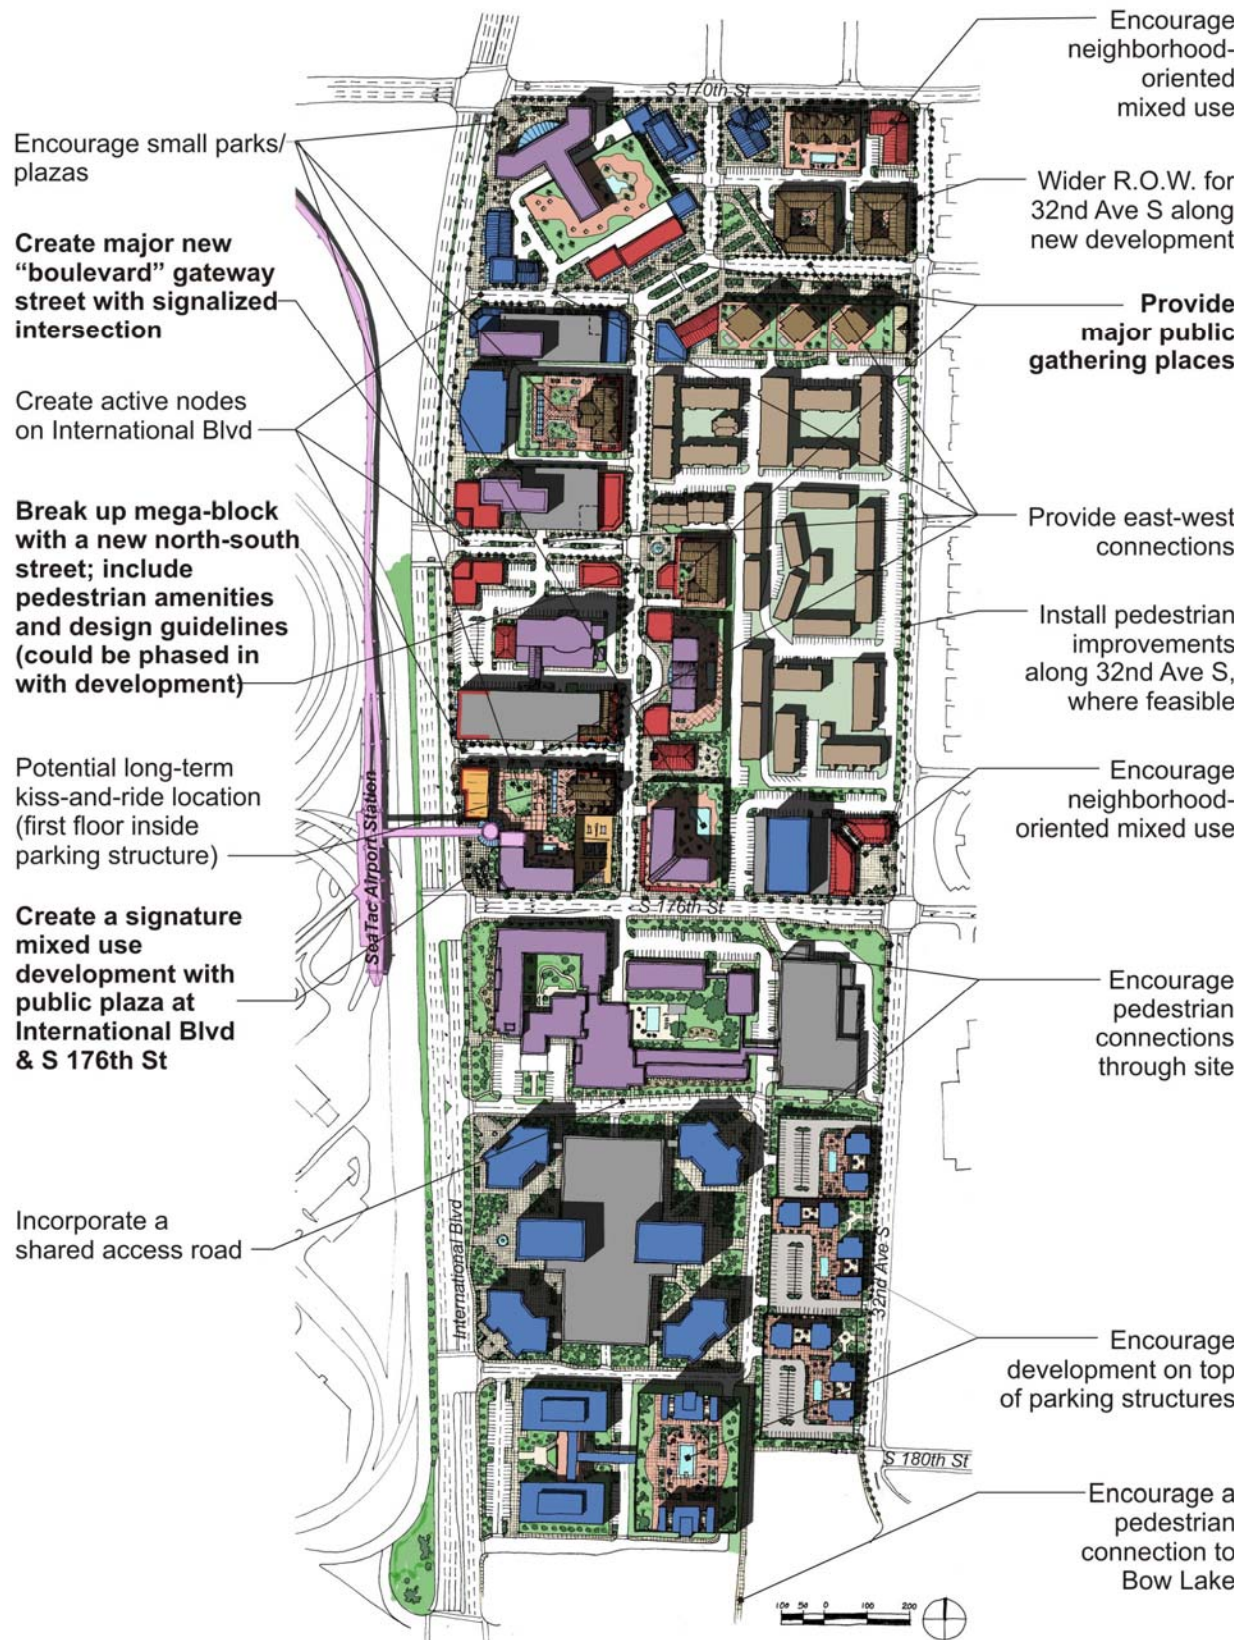 Encourage small parks/
plazas
Create major new
“boulevard” gateway
street with signalized
intersection
Create active nodes
on International Blvd
Break up mega-block
with a new north-south
street; include
pedestrian amenities
and design guidelines
(could be phased in
with development)
Potential long-term
kiss-and-ride location
(first floor inside
parking structure)
Create a signature
mixed use
development with
public plaza at
International Blvd
& S 176th St
Incorporate a
shared access road
S 170th St
SeaTac Airport Station
S 176th St
International Blvd
32nd Ave S
S 180th St
100 50 0 100 200
Encourage
neighborhood-
oriented
mixed use
Wider R.O.W. for
32nd Ave S along
new development
Provide
major public
gathering places
Provide east-west
connections
Install pedestrian
improvements
along 32nd Ave S,
where feasible
Encourage
neighborhood-
oriented mixed use
Encourage
pedestrian
connections
through site
Encourage
development on top
of parking structures
Encourage a
pedestrian
connection to
Bow Lake